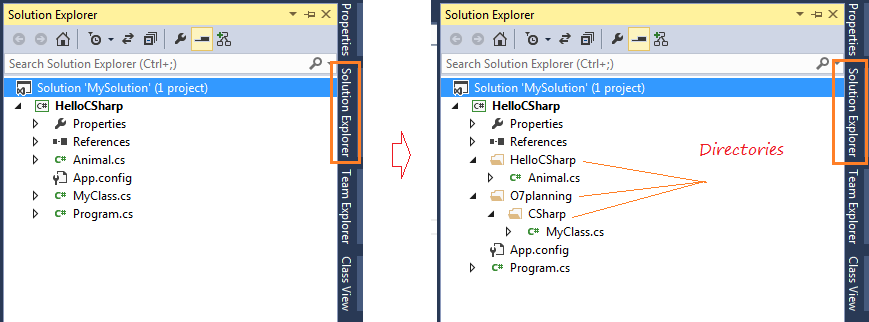 Solution Explorer
Search Solution Explorer (Ctrl+;)
Solution 'MySolution' (1 project)
HelloCSharp
Properties
References
Animal.cs
App.config
MyClass.cs
Program.cs
Properties
Solution Explorer
Team Explorer
Class View
Solution Explorer
Search Solution Explorer (Ctrl+;)
Solution 'MySolution' (1 project)
HelloCSharp
Properties
References
HelloCSharp
Animal.cs
O7planning
CSharp
MyClass.cs
App.config
Program.cs
Directories
Properties
Solution Explorer
Team Explorer
Class View